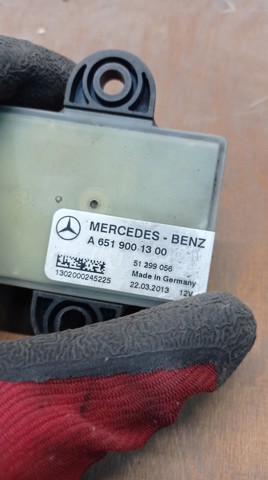 MERCEDES - BENZ
A 651 900 13 00
51 299 056
Made in Germany
1302000245225 22.03.2013 12V